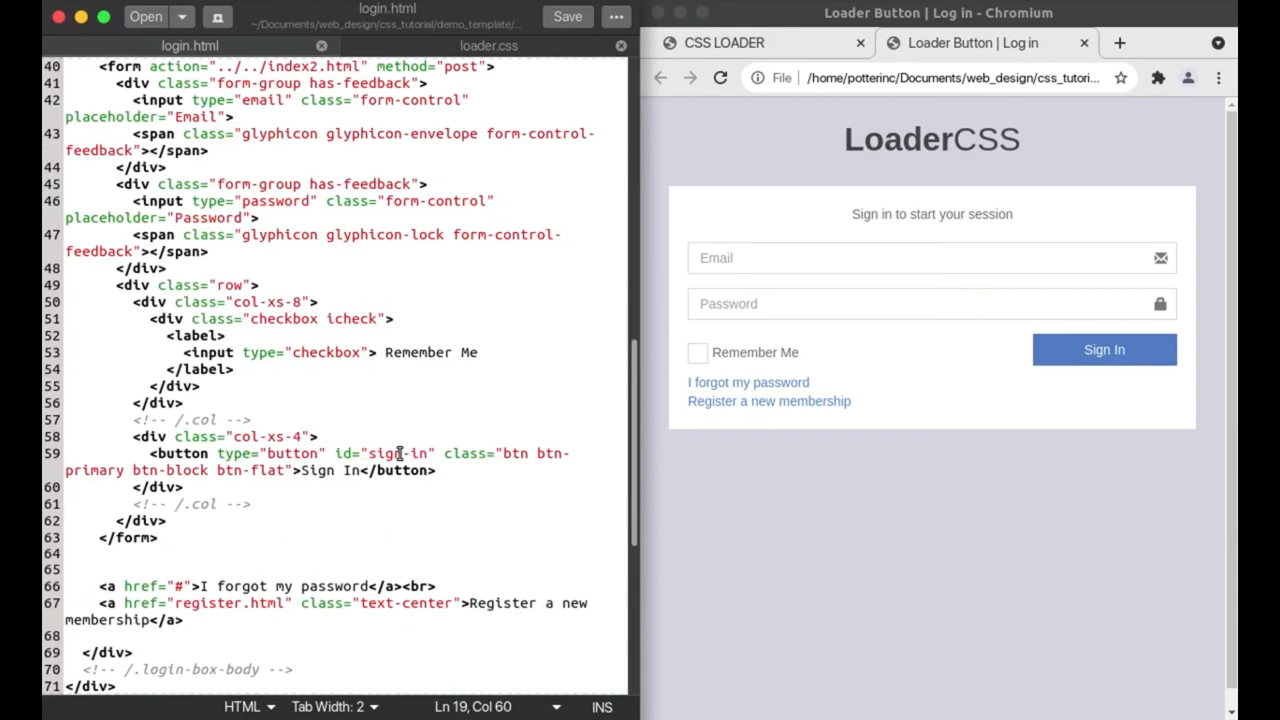 login.html
Open
~/Documents/web_design/css_tutorial/demo_template/...
Save
login.html
loader.css
40 <form action="../../index2.html" method="post">
41 <div class="form-group has-feedback">
42 <input type="email" class="form-control"
placeholder="Email">
43 <span class="glyphicon glyphicon-envelope form-control-
feedback"></span>
44 </div>
45 <div class="form-group has-feedback">
46 <input type="password" class="form-control"
placeholder="Password">
47 <span class="glyphicon glyphicon-lock form-control-
feedback"></span>
48 </div>
49 <div class="row">
50 <div class="col-xs-8">
51 <div class="checkbox icheck">
52 <label>
53 <input type="checkbox"> Remember Me
54 </label>
55 </div>
56 </div>
57 <!-- /.col -->
58 <div class="col-xs-4">
59 <button type="button" id="sign-in" class="btn btn-
primary btn-block btn-flat">Sign In</button>
60 </div>
61 <!-- /.col -->
62 </div>
63 </form>
64
65
66 <a href="#">I forgot my password</a><br>
67 <a href="register.html" class="text-center">Register a new
membership</a>
68
69 </div>
70 <!-- /.login-box-body -->
71 </div>
HTML Tab Width: 2 Ln 19, Col 60 INS
Loader Button | Log in - Chromium
CSS LOADER
Loader Button | Log in
File /home/potterinc/Documents/web_design/css_tutori...
LoaderCSS
Sign in to start your session
Email
Password
Remember Me
Sign In
I forgot my password
Register a new membership